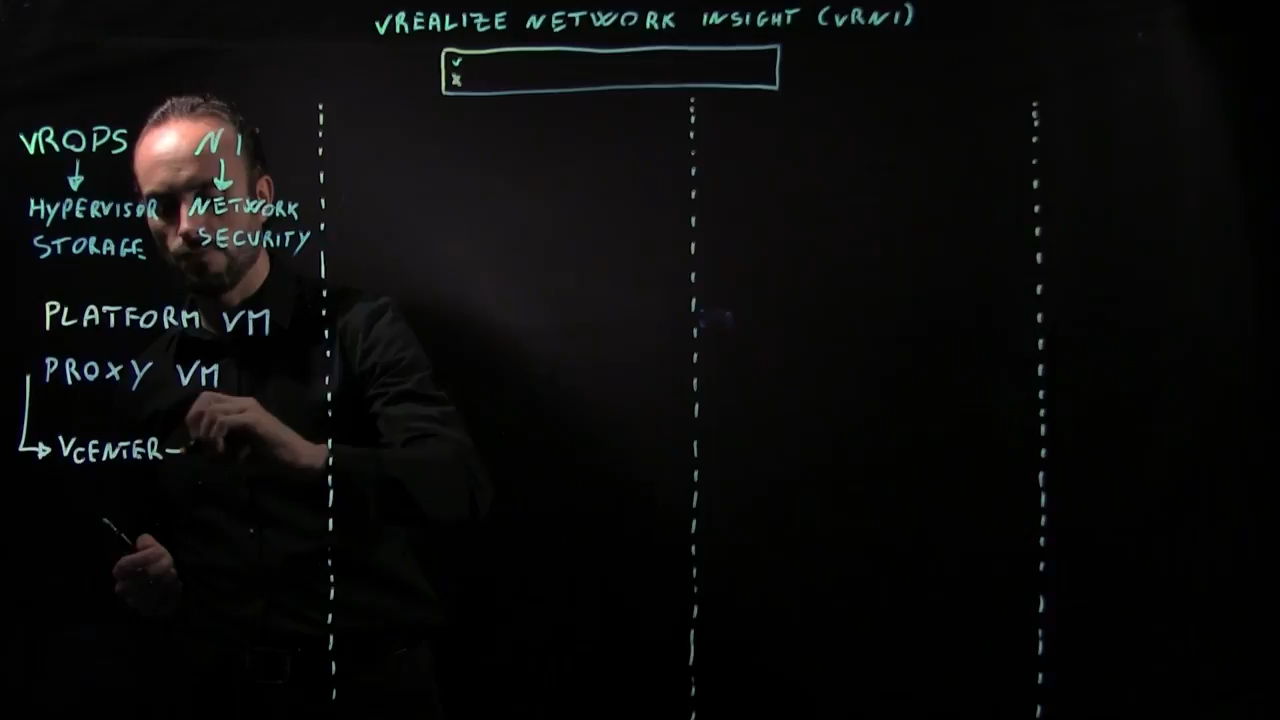 VREALIZE NETWORK INSIGHT (vRNI)
VROPS NI
HYPERVISOR NETWORK
STORAGE SECURITY
PLATFORM VM
PROXY VM
VCENTER-